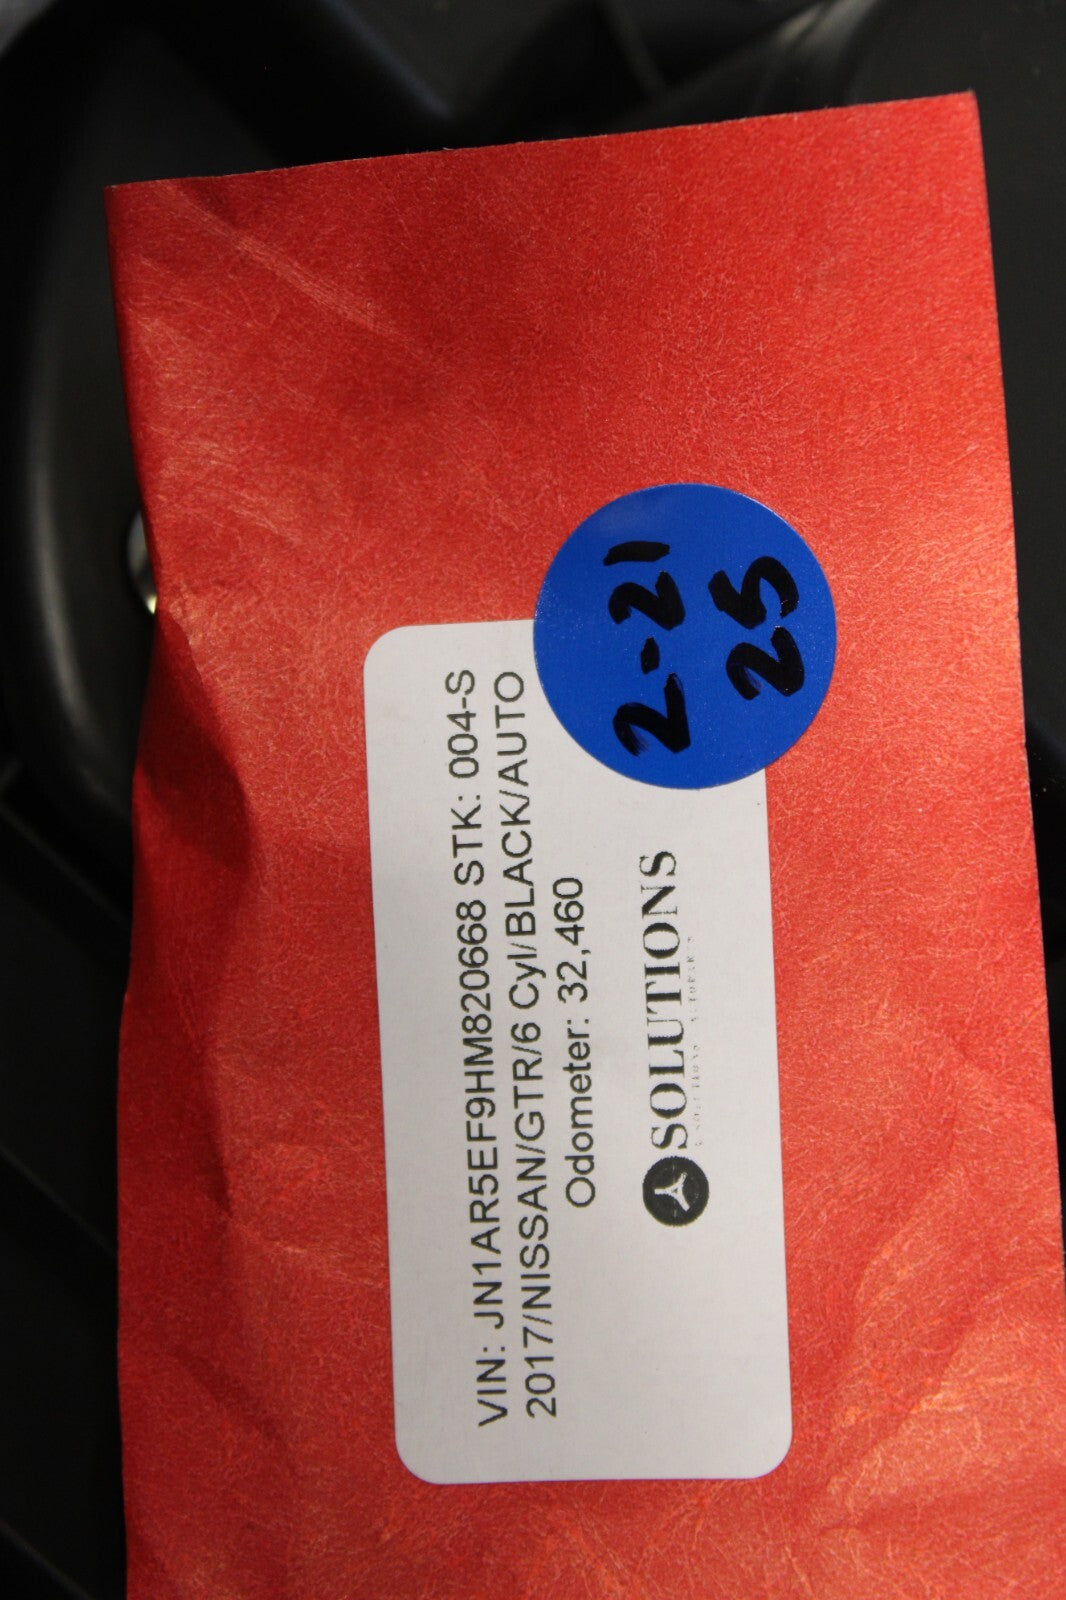 VIN: JN1AR5EF9HM820668 STK: 004-S
2017/NISSAN/GTR/6 Cyl/BLACK/AUTO
Odometer: 32,460
SOLUTIONS
2-21
25